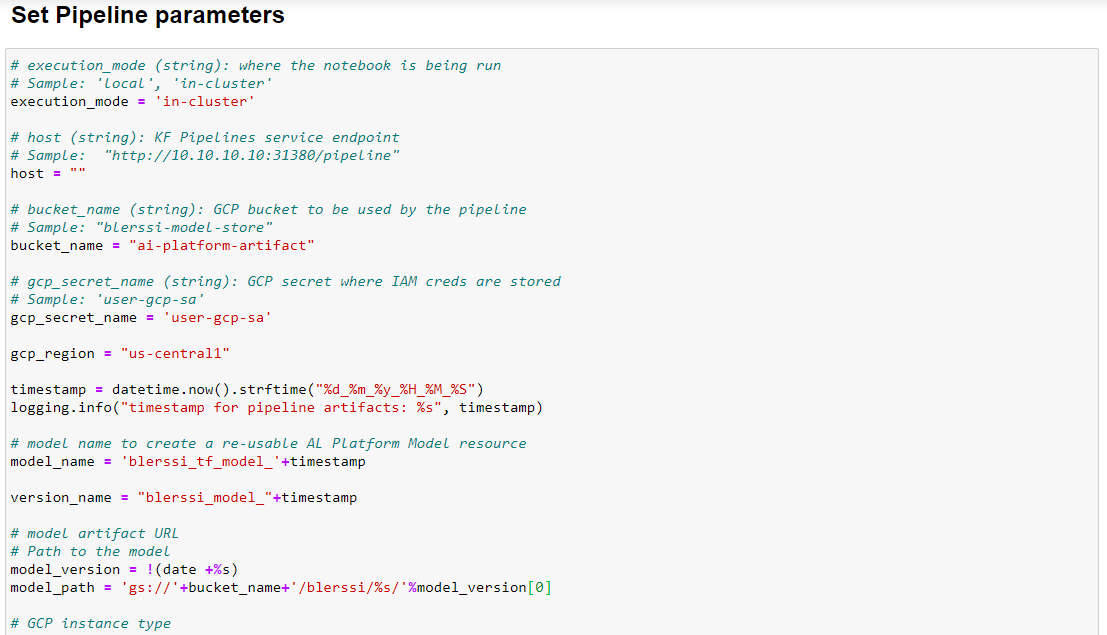 Set Pipeline parameters
# execution_mode (string): where the notebook is being run
# Sample: 'local', 'in-cluster'
execution_mode = 'in-cluster'
# host (string): KF Pipelines service endpoint
# Sample:  "http://10.10.10.10:31380/pipeline"
host = ""
# bucket_name (string): GCP bucket to be used by the pipeline
# Sample: "blerssi-model-store"
bucket_name = "ai-platform-artifact"
# gcp_secret_name (string): GCP secret where IAM creds are stored
# Sample: 'user-gcp-sa'
gcp_secret_name = 'user-gcp-sa'
gcp_region = "us-central1"
timestamp = datetime.now().strftime("%d_%m_%y_%H_%M_%S")
logging.info("timestamp for pipeline artifacts: %s", timestamp)
# model name to create a re-usable AL Platform Model resource
model_name = 'blerssi_tf_model_'+timestamp
version_name = "blerssi_model_"+timestamp
# model artifact URL
# Path to the model
model_version = !(date +%s)
model_path = 'gs://'+bucket_name+'/blerssi/%s/'%model_version[0]
# GCP instance type